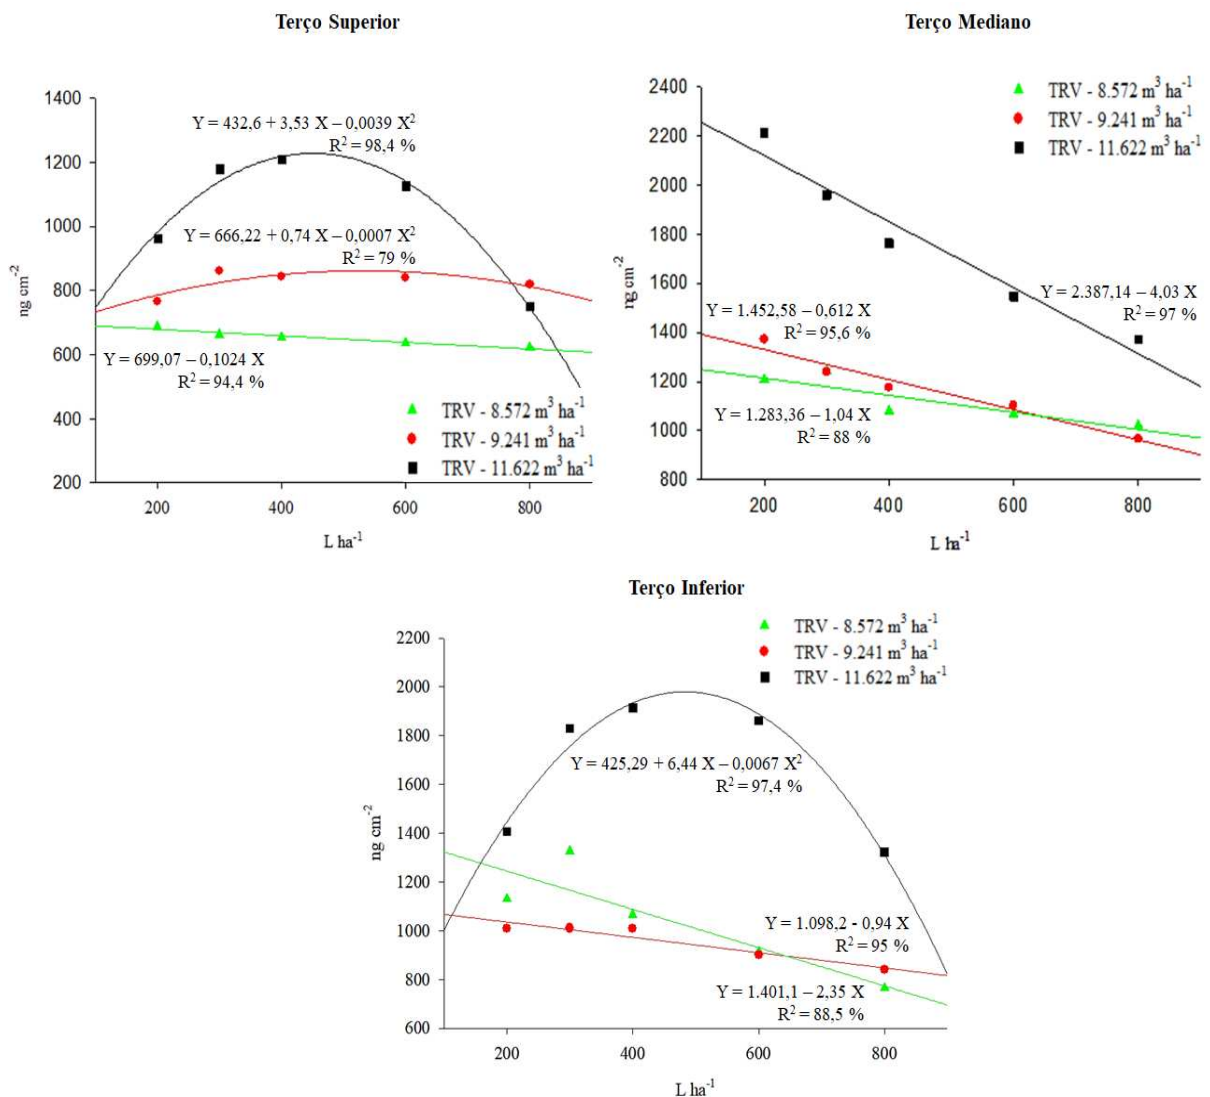 Terço Superior
1400
1200
1000
800
600
400
200
ng cm-2
Y = 432,6 + 3,53 X – 0,0039 X2
R2 = 98,4 %
Y = 666,22 + 0,74 X – 0,0007 X2
R2 = 79 %
Y = 699,07 – 0,1024 X
R2 = 94,4 %
TRV - 8.572 m3 ha-1
TRV - 9.241 m3 ha-1
TRV - 11.622 m3 ha-1
200 400 600 800
L ha-1
Terço Mediano
2400
2200
2000
1800
1600
1400
1200
1000
800
ng cm-2
TRV - 8.572 m3 ha-1
TRV - 9.241 m3 ha-1
TRV - 11.622 m3 ha-1
Y = 2.387,14 – 4,03 X
R2 = 97 %
Y = 1.452,58 – 0,612 X
R2 = 95,6 %
Y = 1.283,36 – 1,04 X
R2 = 88 %
200 400 600 800
L ha-1
Terço Inferior
2200
2000
1800
1600
1400
1200
1000
800
600
ng cm-2
TRV - 8.572 m3 ha-1
TRV - 9.241 m3 ha-1
TRV - 11.622 m3 ha-1
Y = 425,29 + 6,44 X – 0,0067 X2
R2 = 97,4 %
Y = 1.098,2 - 0,94 X
R2 = 95 %
Y = 1.401,1 – 2,35 X
R2 = 88,5 %
200 400 600 800
L ha-1